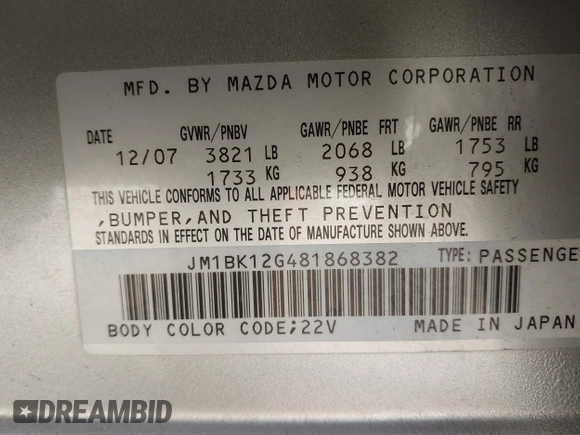 MFD. BY MAZDA MOTOR CORPORATION
DATE GVWR/PNBV GAWR/PNBE FRT GAWR/PNBE RR
12/07 3821 LB 2068 LB 1753 LB
1733 KG 938 KG 795 KG
THIS VEHICLE CONFORMS TO ALL APPLICABLE FEDERAL MOTOR VEHICLE SAFETY
,BUMPER,AND THEFT PREVENTION
STANDARDS IN EFFECT ON THE DATE OF MANUFACTURE SHOWN ABOVE.
JM1BK12G481868382 TYPE: PASSENGE
BODY COLOR CODE;22V MADE IN JAPAN
DREAMBID